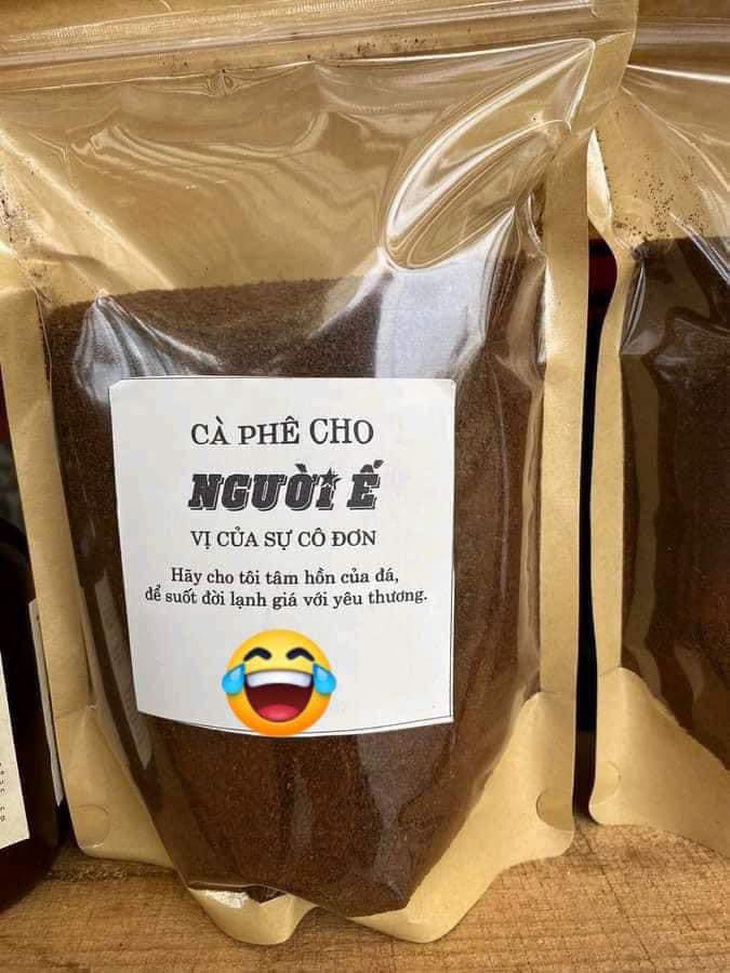 CÀ PHÊ CHO
NGƯỜI Ế
VỊ CỦA SỰ CÔ ĐƠN
Hãy cho tôi tâm hồn của đá,
để suốt đời lạnh giá với yêu thương.